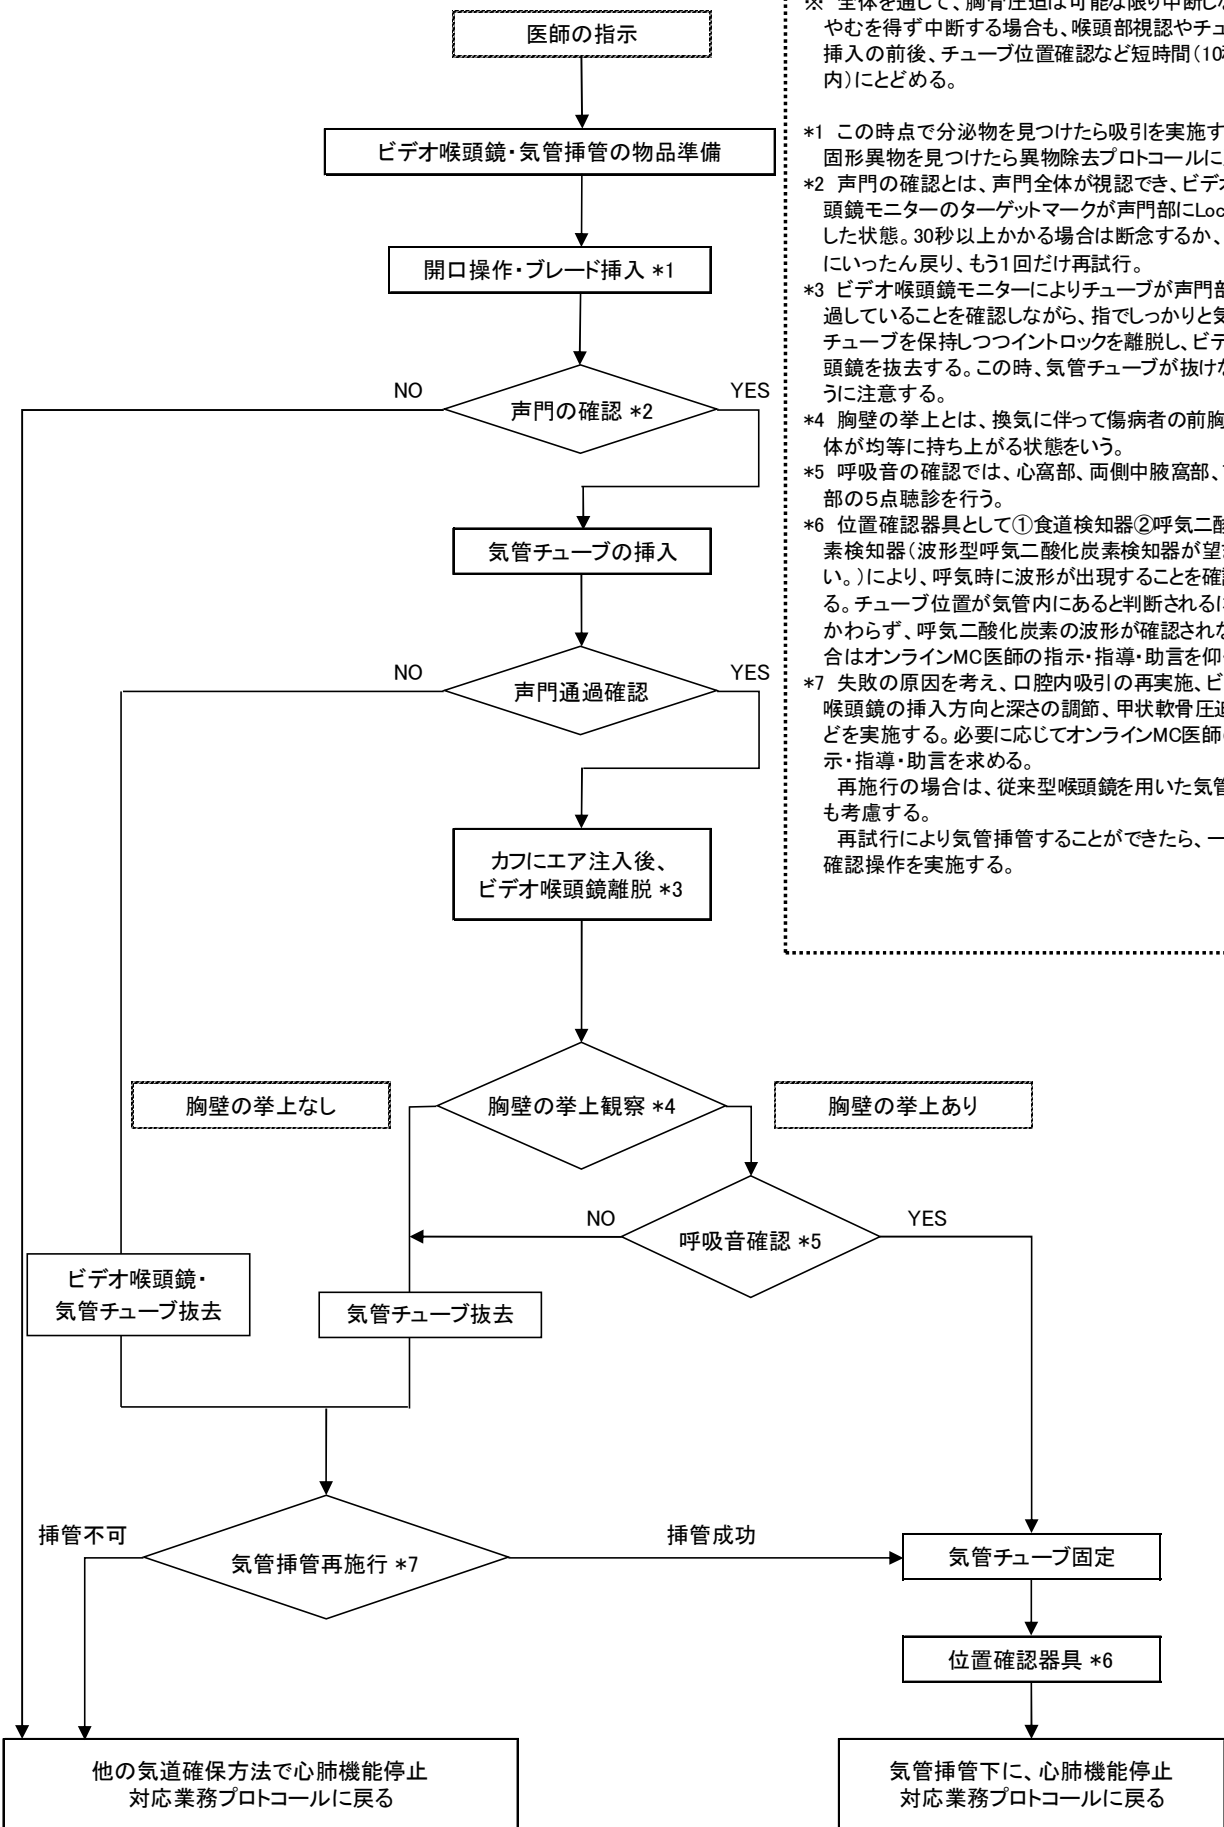 医師の指示
ビデオ喉頭鏡・気管挿管の物品準備
開口操作・ブレード挿入 *1
NO
YES
声門の確認 *2
気管チューブの挿入
NO
YES
声門通過確認
カフにエア注入後、
ビデオ喉頭鏡離脱 *3
胸壁の挙上なし
胸壁の挙上観察 *4
胸壁の挙上あり
NO
YES
呼吸音確認 *5
ビデオ喉頭鏡・
気管チューブ抜去
気管チューブ抜去
挿管不可
気管挿管再施行 *7
挿管成功
気管チューブ固定
位置確認器具 *6
他の気道確保方法で心肺機能停止
対応業務プロトコールに戻る
気管挿管下に、心肺機能停止
対応業務プロトコールに戻る
※ 全体を通して、胸骨圧迫は可能な限り中断しな
やむを得ず中断する場合も、喉頭部視認やチュ
挿入の前後、チューブ位置確認など短時間(10
内)にとどめる。
*1 この時点で分泌物を見つけたら吸引を実施す
固形異物を見つけたら異物除去プロトコールに
*2 声門の確認とは、声門全体が視認でき、ビデ
頭鏡モニターのターゲットマークが声門部にLoc
した状態。30秒以上かかる場合は断念するか、
にいったん戻り、もう1回だけ再試行。
*3 ビデオ喉頭鏡モニターによりチューブが声門
過していることを確認しながら、指でしっかりと気
チューブを保持しつつイントロックを離脱し、ビデ
頭鏡を抜去する。この時、気管チューブが抜けな
うに注意する。
*4 胸壁の挙上とは、換気に伴って傷病者の前胸
体が均等に持ち上がる状態をいう。
*5 呼吸音の確認では、心窩部、両側中腋窩部、
部の5点聴診を行う。
*6 位置確認器具として①食道検知器②呼気二酸
素検知器(波形型呼気二酸化炭素検知器が望
い。)により、呼気時に波形が出現することを確
る。チューブ位置が気管内にあると判断されるに
かわらず、呼気二酸化炭素の波形が確認されな
合はオンラインMC医師の指示・指導・助言を仰
*7 失敗の原因を考え、口腔内吸引の再実施、ビ
喉頭鏡の挿入方向と深さの調節、甲状軟骨圧迫
どを実施する。必要に応じてオンラインMC医師
示・指導・助言を求める。
再施行の場合は、従来型喉頭鏡を用いた気管
も考慮する。
再試行により気管挿管することができたら、一
確認操作を実施する。